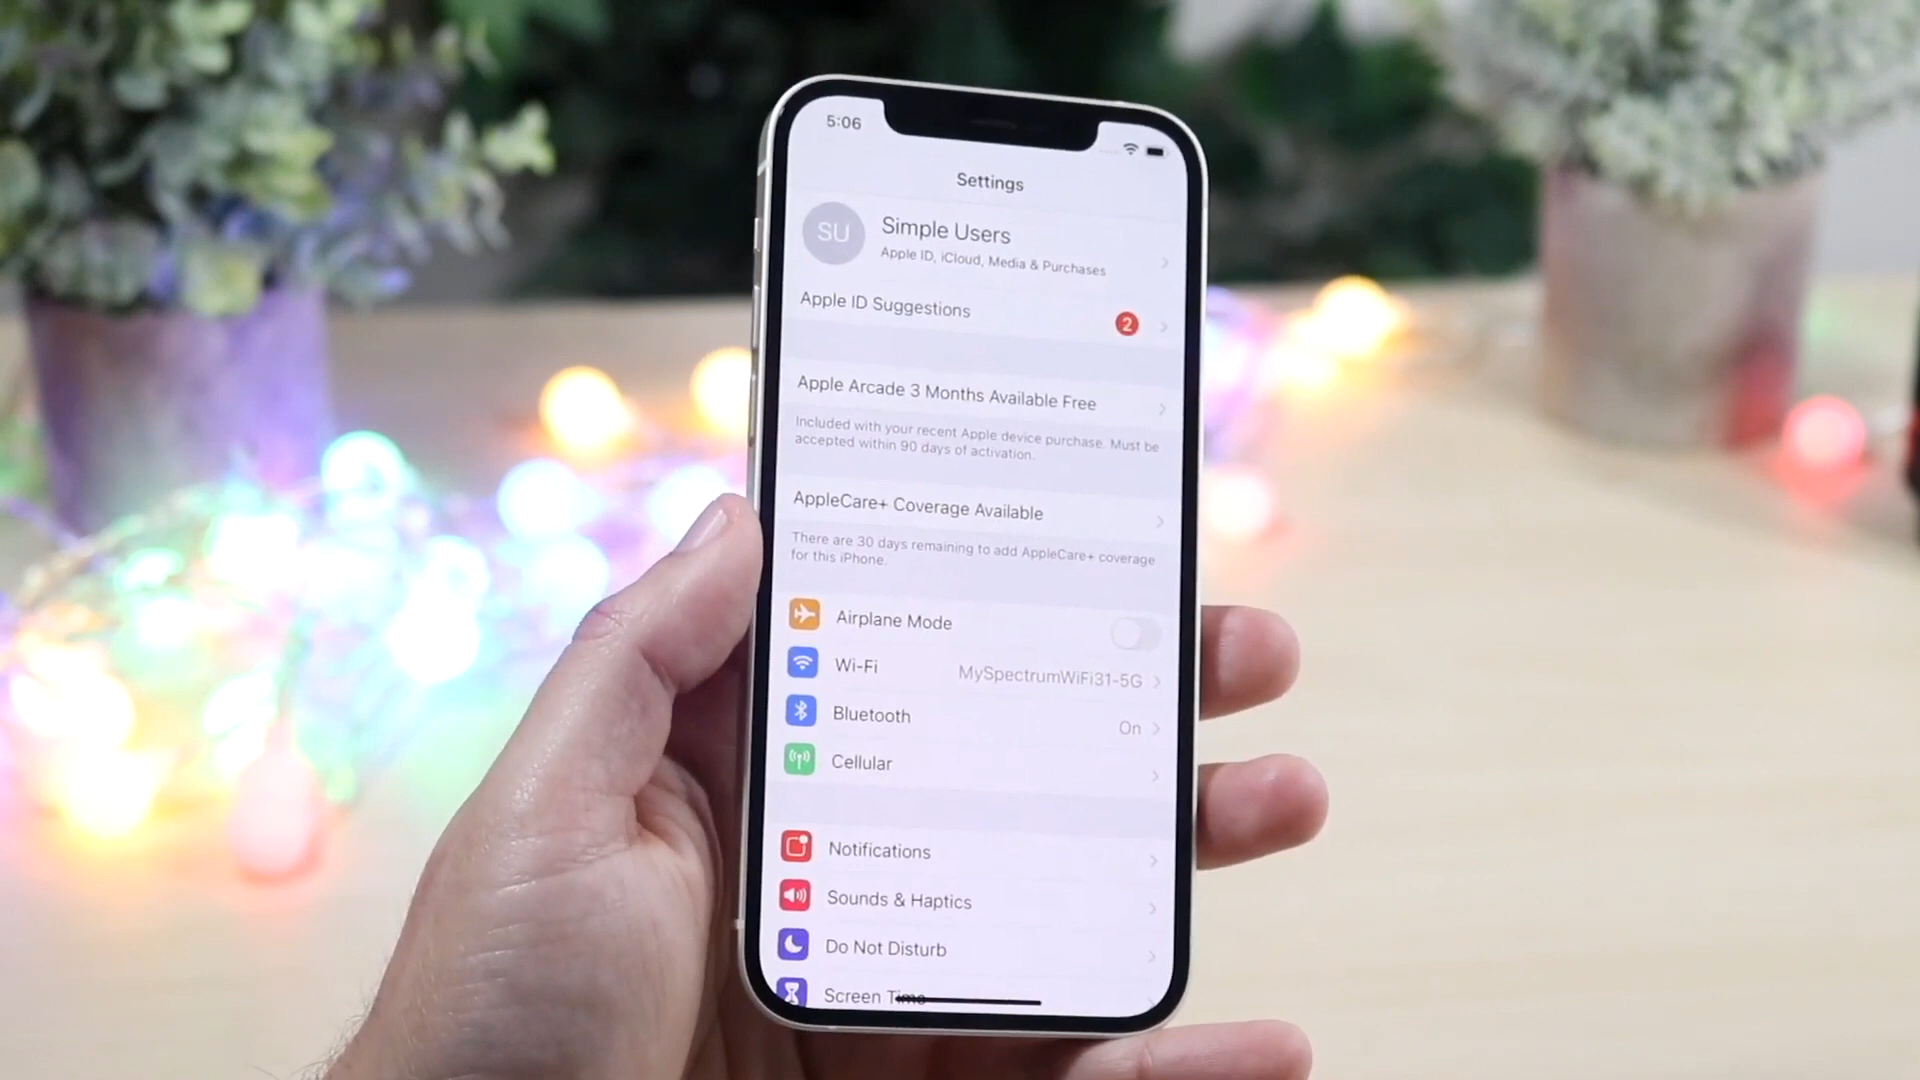 5:06
Settings
SU
Simple Users
Apple ID, iCloud, Media & Purchases
Apple ID Suggestions
2
Apple Arcade 3 Months Available Free
Included with your recent Apple device purchase. Must be
accepted within 90 days of activation.
AppleCare+ Coverage Available
There are 30 days remaining to add AppleCare+ coverage
for this iPhone.
Airplane Mode
Wi-Fi MySpectrumWiFi31-5G
Bluetooth On
Cellular
Notifications
Sounds & Haptics
Do Not Disturb
Screen Time